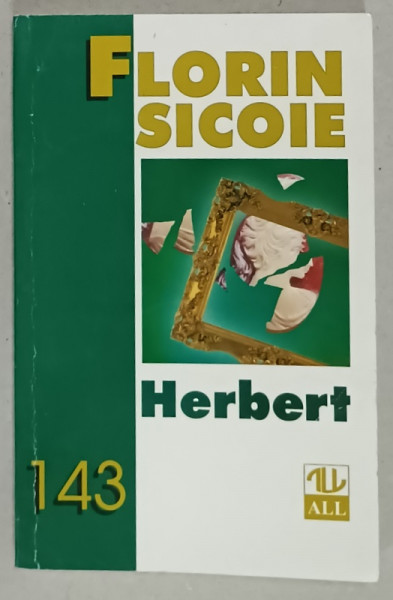 FLORIN
SICOIE
Herbert
143
ALL